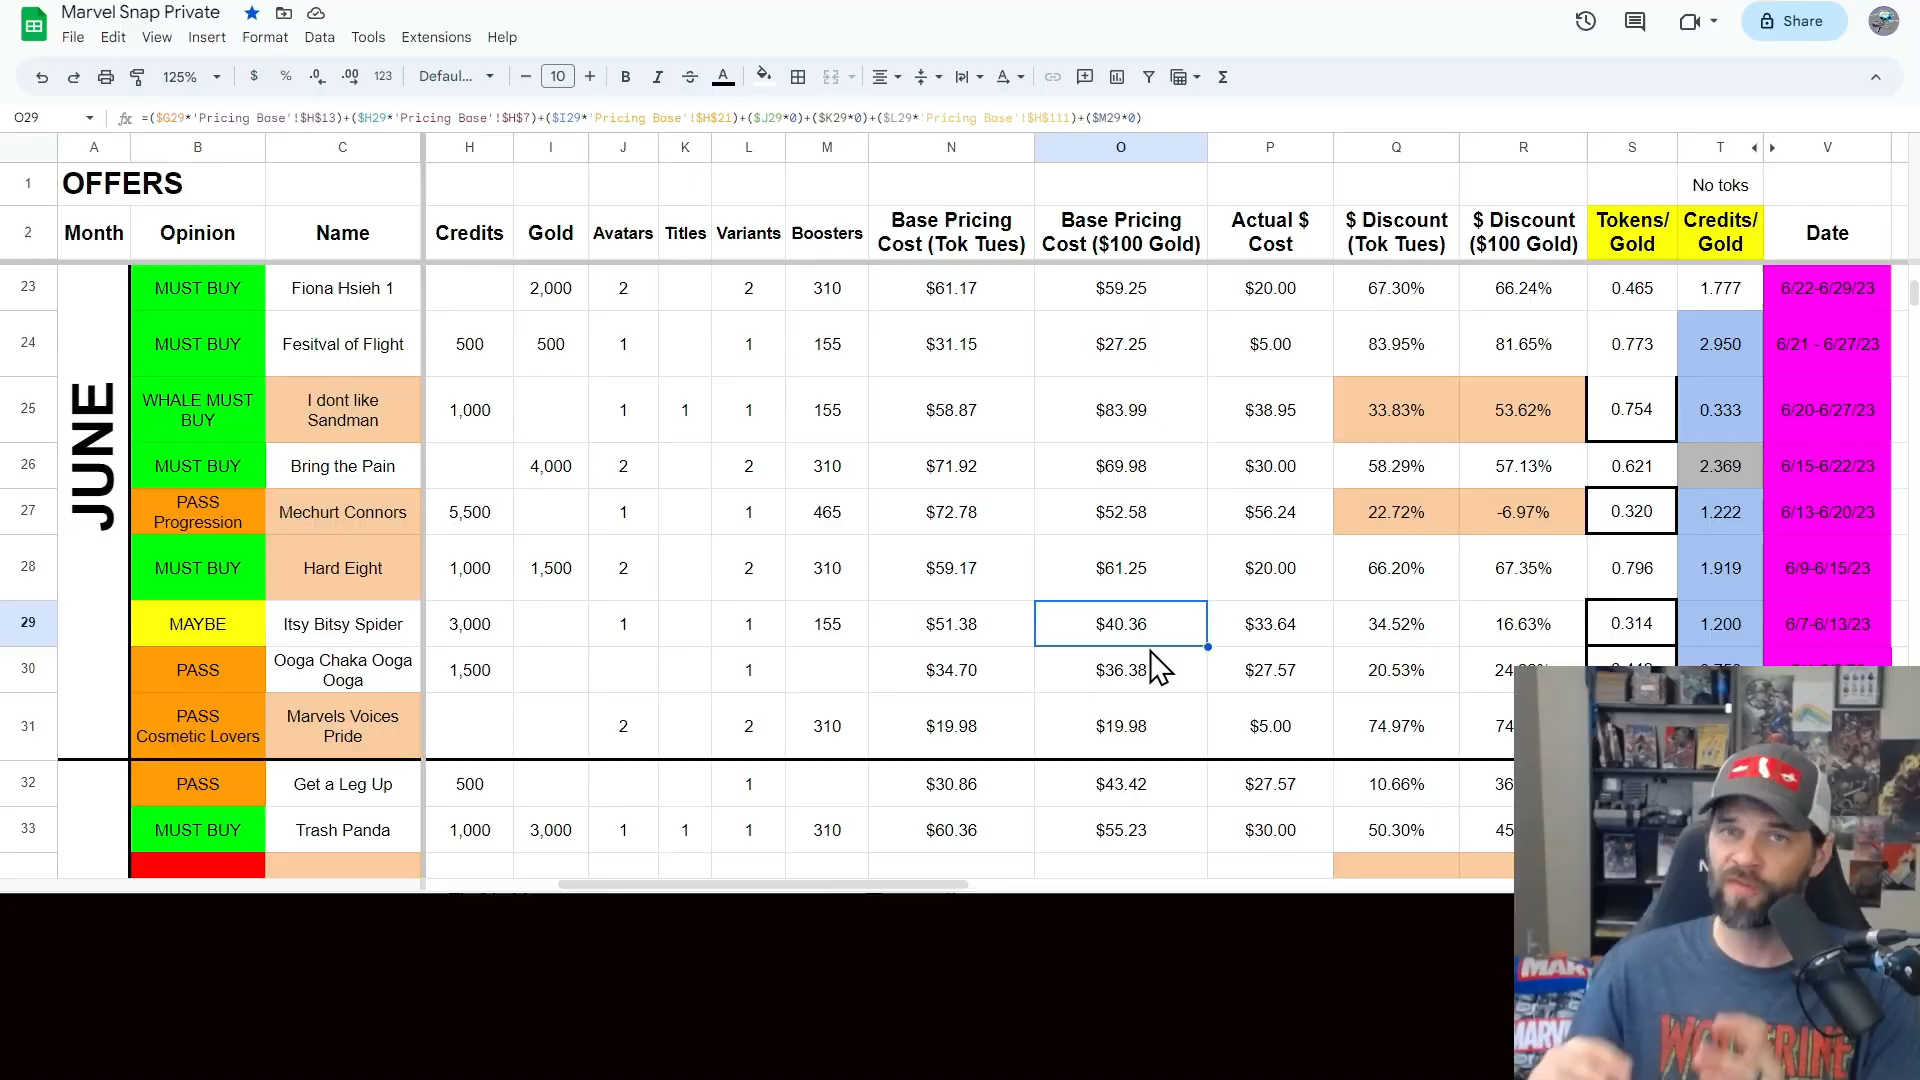 Marvel Snap Private
File Edit View Insert Format Data Tools Extensions Help
Share
125% $ % .0 .00 123 Defaul... 10 B I A
O29 fx =($G29*'Pricing Base'!$H$13)+($H29*'Pricing Base'!$H$7)+($I29*'Pricing Base'!$H$21)+($J29*0)+($K29*0)+($L29*'Pricing Base'!$H$111)+($M29*0)
A B C H I J K L M N O P Q R S T V
1 OFFERS No toks
2 Month Opinion Name Credits Gold Avatars Titles Variants Boosters Base Pricing Cost (Tok Tues) Base Pricing Cost ($100 Gold) Actual $ Cost $ Discount (Tok Tues) $ Discount ($100 Gold) Tokens/ Gold Credits/ Gold Date
JUNE
23 MUST BUY Fiona Hsieh 1 2,000 2 2 310 $61.17 $59.25 $20.00 67.30% 66.24% 0.465 1.777 6/22-6/29/23
24 MUST BUY Fesitval of Flight 500 500 1 1 155 $31.15 $27.25 $5.00 83.95% 81.65% 0.773 2.950 6/21 - 6/27/23
25 WHALE MUST BUY I dont like Sandman 1,000 1 1 1 155 $58.87 $83.99 $38.95 33.83% 53.62% 0.754 0.333 6/20-6/27/23
26 MUST BUY Bring the Pain 4,000 2 2 310 $71.92 $69.98 $30.00 58.29% 57.13% 0.621 2.369 6/15-6/22/23
27 PASS Progression Mechurt Connors 5,500 1 1 465 $72.78 $52.58 $56.24 22.72% -6.97% 0.320 1.222 6/13-6/20/23
28 MUST BUY Hard Eight 1,000 1,500 2 2 310 $59.17 $61.25 $20.00 66.20% 67.35% 0.796 1.919 6/9-6/15/23
29 MAYBE Itsy Bitsy Spider 3,000 1 1 155 $51.38 $40.36 $33.64 34.52% 16.63% 0.314 1.200 6/7-6/13/23
30 PASS Ooga Chaka Ooga Ooga 1,500 1 $34.70 $36.38 $27.57 20.53% 24
31 PASS Cosmetic Lovers Marvels Voices Pride 2 2 310 $19.98 $19.98 $5.00 74.97% 74
32 PASS Get a Leg Up 500 1 $30.86 $43.42 $27.57 10.66% 36
33 MUST BUY Trash Panda 1,000 3,000 1 1 1 310 $60.36 $55.23 $30.00 50.30% 45
MAR
MARV
WOLVERINE